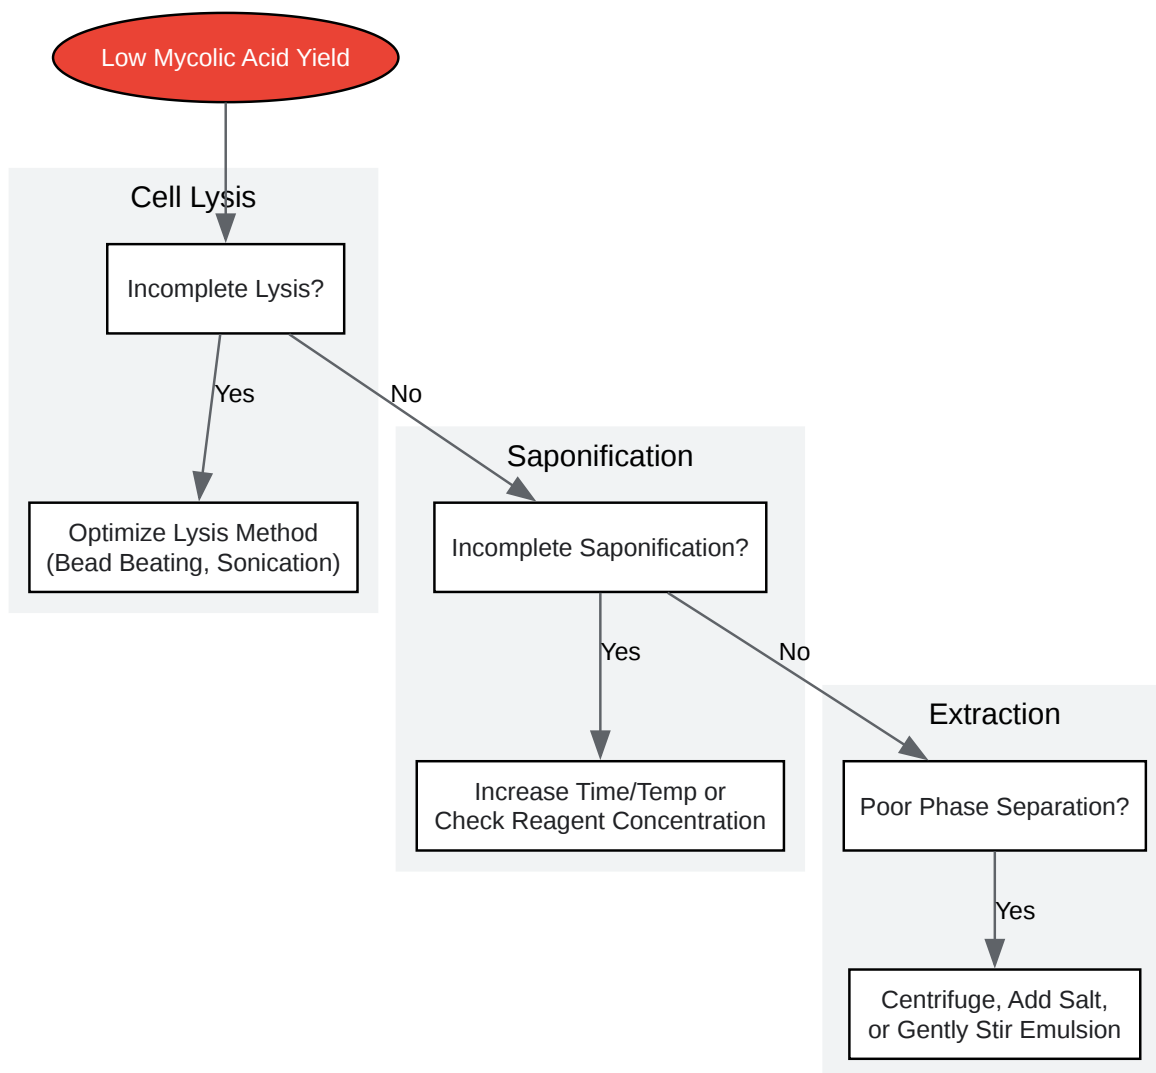 Low Mycolic Acid Yield
Cell Lysis
Incomplete Lysis?
Yes
No
Optimize Lysis Method
(Bead Beating, Sonication)
Saponification
Incomplete Saponification?
Yes
No
Increase Time/Temp or
Check Reagent Concentration
Extraction
Poor Phase Separation?
Yes
Centrifuge, Add Salt,
or Gently Stir Emulsion